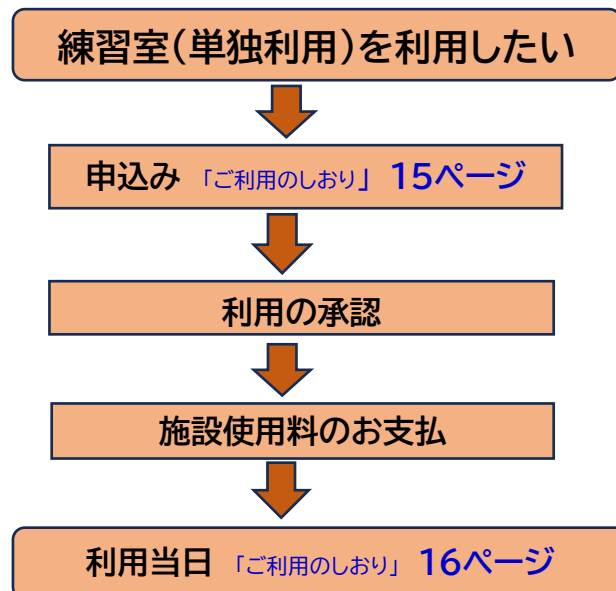 練習室(単独利用)を利用したい
申込み 「ご利用のしおり」 15ページ
利用の承認
施設使用料のお支払
利用当日 「ご利用のしおり」 16ページ